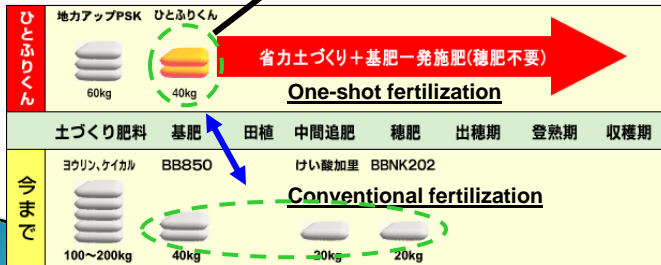 ひとふりくん
地力アップPSK ひとふりくん
60kg 40kg
省力土づくり+基肥一発施肥(穂肥不要)
One-shot fertilization
土づくり肥料 基肥 田植 中間追肥 穂肥 出穂期 登熟期 収穫期
今まで
ヨウリン、ケイカル BB850 けい酸加里 BBNK202
Conventional fertilization
100〜200kg 40kg 20kg 20kg